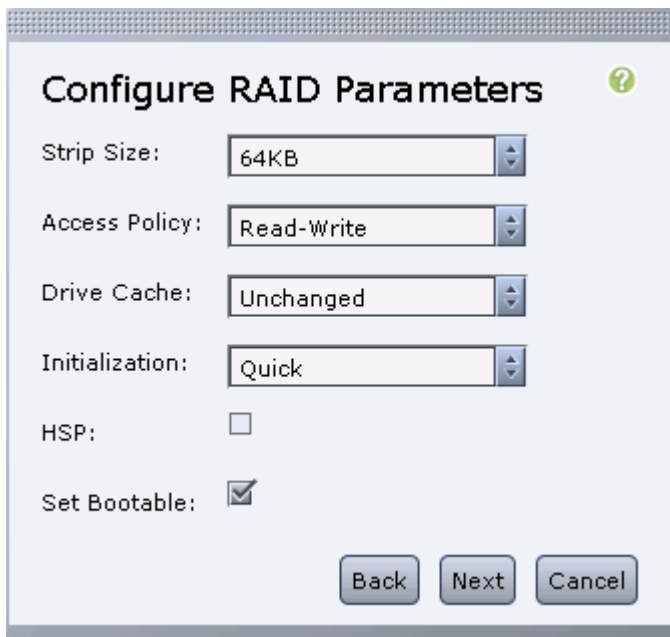 Configure RAID Parameters ?
Strip Size: 64KB
Access Policy: Read-Write
Drive Cache: Unchanged
Initialization: Quick
HSP:
Set Bootable:
Back Next Cancel